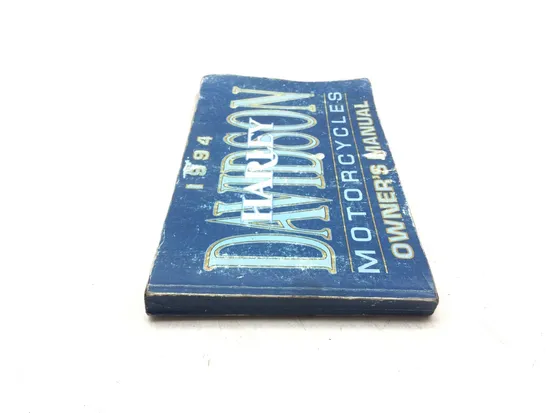 1994
HARLEY
DAVIDSON
MOTORCYCLES
OWNER'S MANUAL